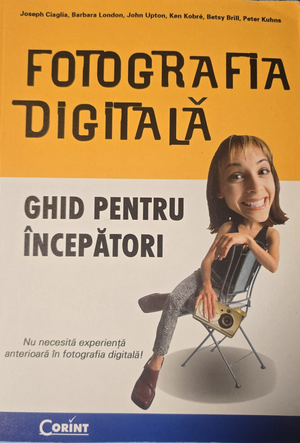 Joseph Ciaglia, Barbara London, John Upton, Ken Kobré, Betsy Brill, Peter Kuhns
FOTOGRAFIA
DIGITALĂ
GHID PENTRU
ÎNCEPĂTORI
Nu necesită experiență
anterioară în fotografia digitală!
CORINT